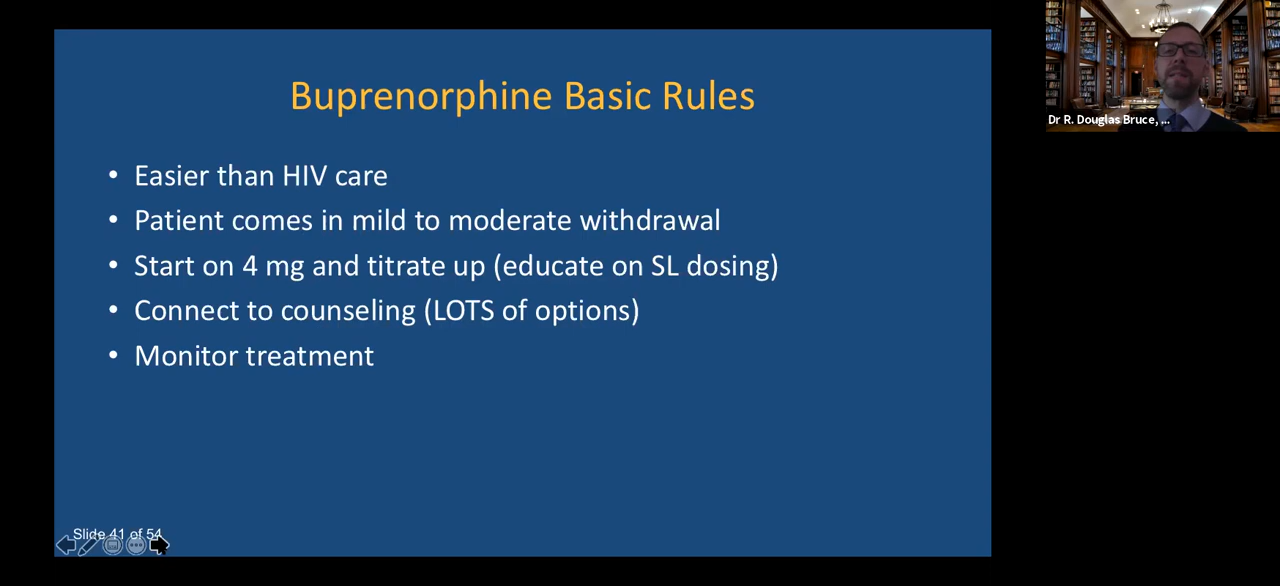 Buprenorphine Basic Rules
• Easier than HIV care
• Patient comes in mild to moderate withdrawal
• Start on 4 mg and titrate up (educate on SL dosing)
• Connect to counseling (LOTS of options)
• Monitor treatment
Slide 41 of 54
Dr R. Douglas Bruce, ...